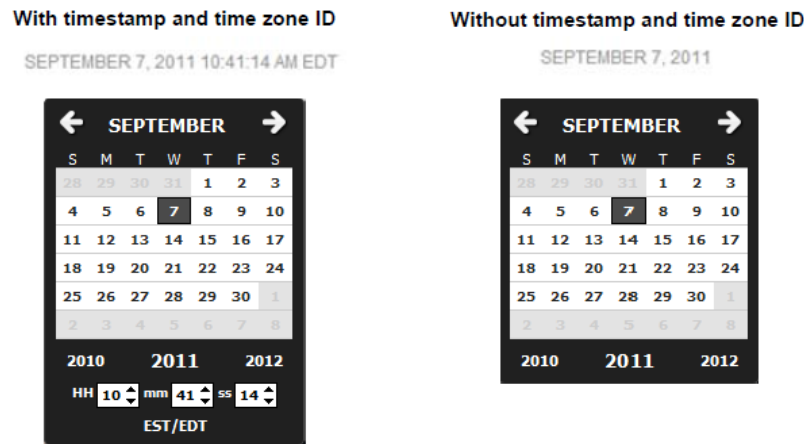 With timestamp and time zone ID
SEPTEMBER 7, 2011 10:41:14 AM EDT
SEPTEMBER
S M T W T F S
28 29 30 31 1 2 3
4 5 6 7 8 9 10
11 12 13 14 15 16 17
18 19 20 21 22 23 24
25 26 27 28 29 30 1
2 3 4 5 6 7 8
2010 2011 2012
HH 10 mm 41 ss 14
EST/EDT
Without timestamp and time zone ID
SEPTEMBER 7, 2011
SEPTEMBER
S M T W T F S
28 29 30 31 1 2 3
4 5 6 7 8 9 10
11 12 13 14 15 16 17
18 19 20 21 22 23 24
25 26 27 28 29 30 1
2 3 4 5 6 7 8
2010 2011 2012